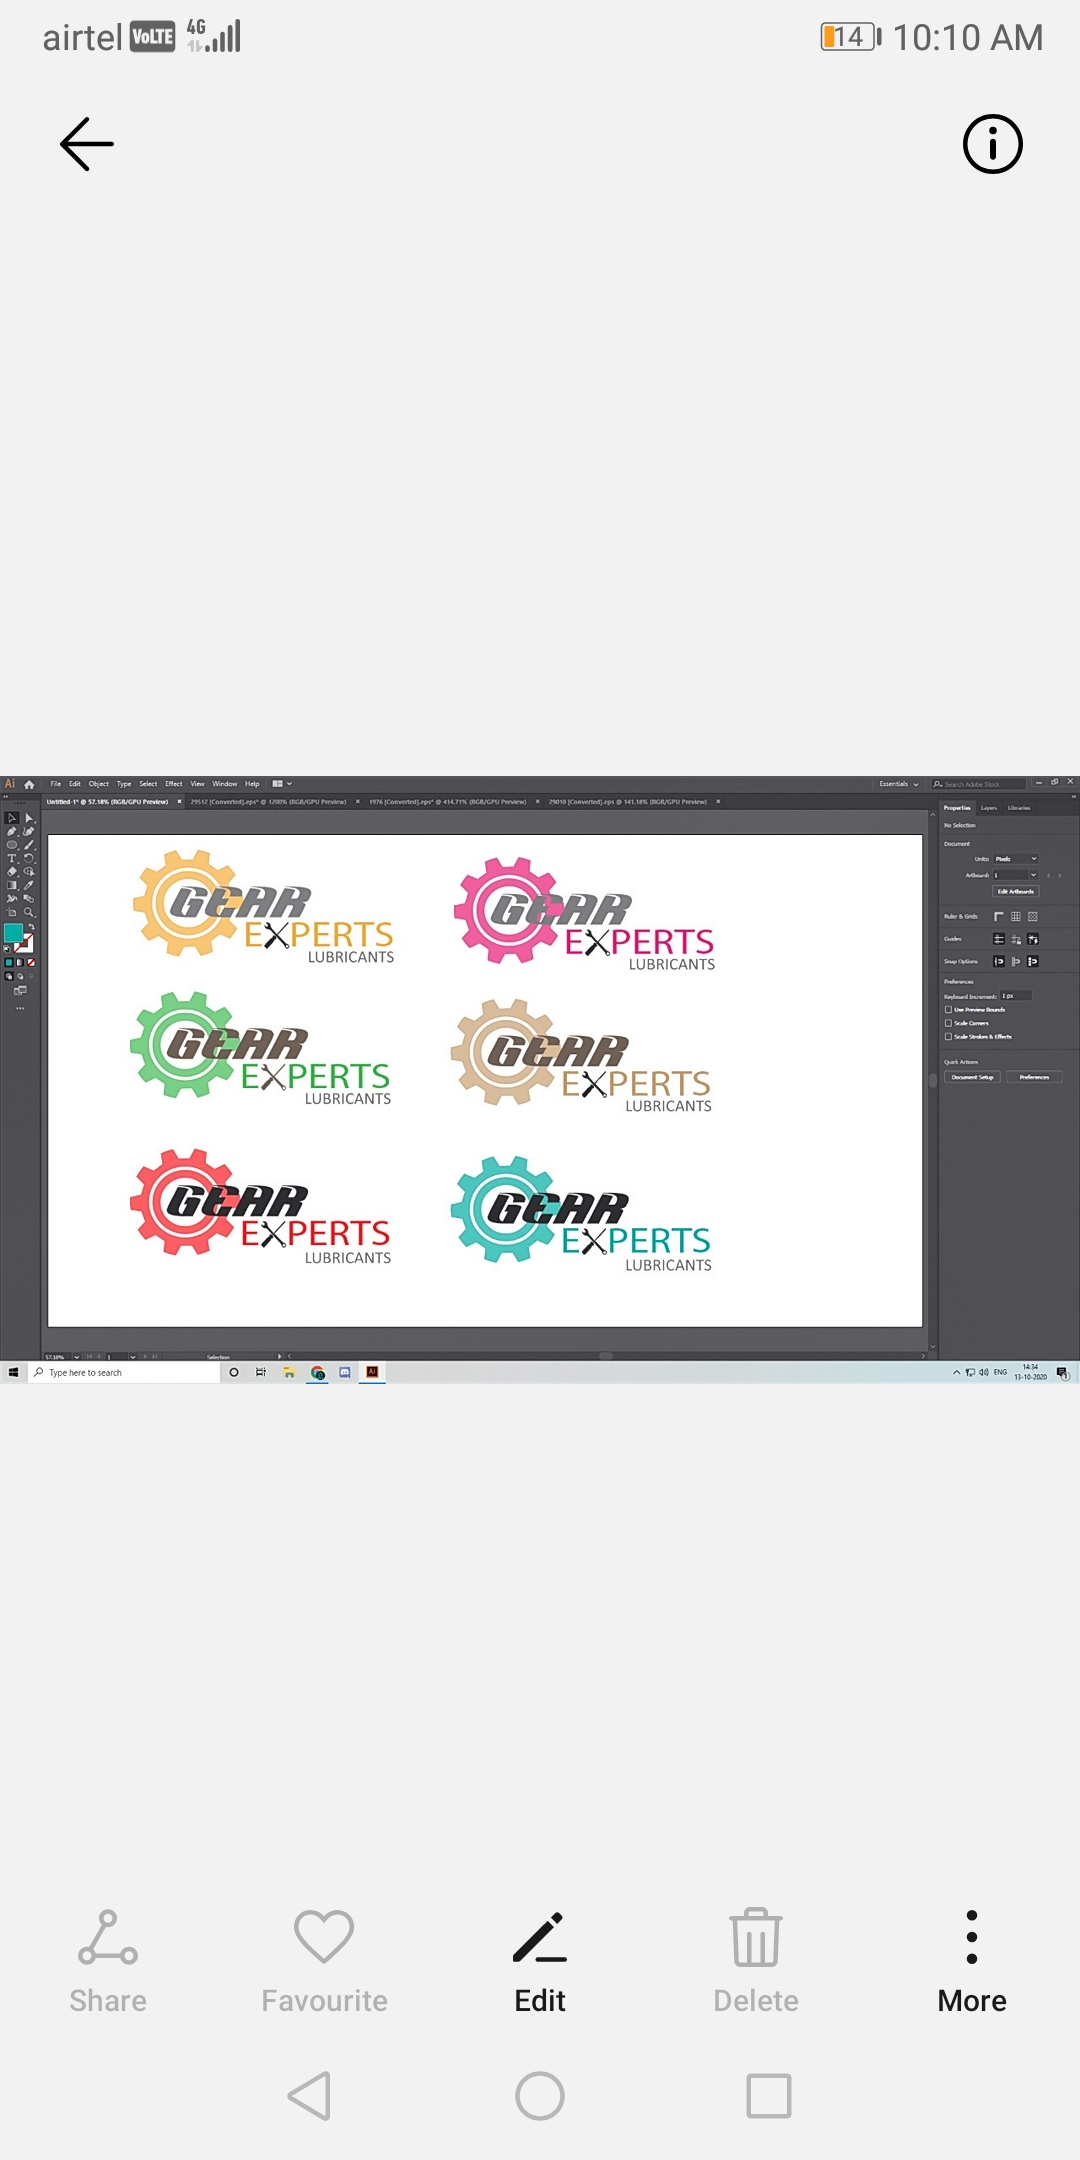 airtel VoLTE 4G 14 10:10 AM
Ai File Edit Object Type Select Effect View Window Help Essentials Search Adobe Stock
Untitled-1* @ 57.18% (RGB/GPU Preview) × 29512 [Converted].eps* @ 1200% (RGB/GPU Preview) × 1976 [Converted].eps* @ 414.71% (RGB/GPU Preview) × 29010 [Converted].eps @ 141.18% (RGB/GPU Preview) ×
Properties Layers Libraries
No Selection
Document
Units: Pixels
Artboard: 1
Edit Artboards
Ruler & Grids
Guides
Snap Options
Preferences
Keyboard Increment: 1 px
Use Preview Bounds
Scale Corners
Scale Strokes & Effects
Quick Actions
Document Setup Preferences
GEAR
EXPERTS
LUBRICANTS
GEAR
EXPERTS
LUBRICANTS
GEAR
EXPERTS
LUBRICANTS
GEAR
EXPERTS
LUBRICANTS
GEAR
EXPERTS
LUBRICANTS
GEAR
EXPERTS
LUBRICANTS
57.18% 1 Selection
Type here to search Ai ENG 14:34
13-10-2020
Share Favourite Edit Delete More